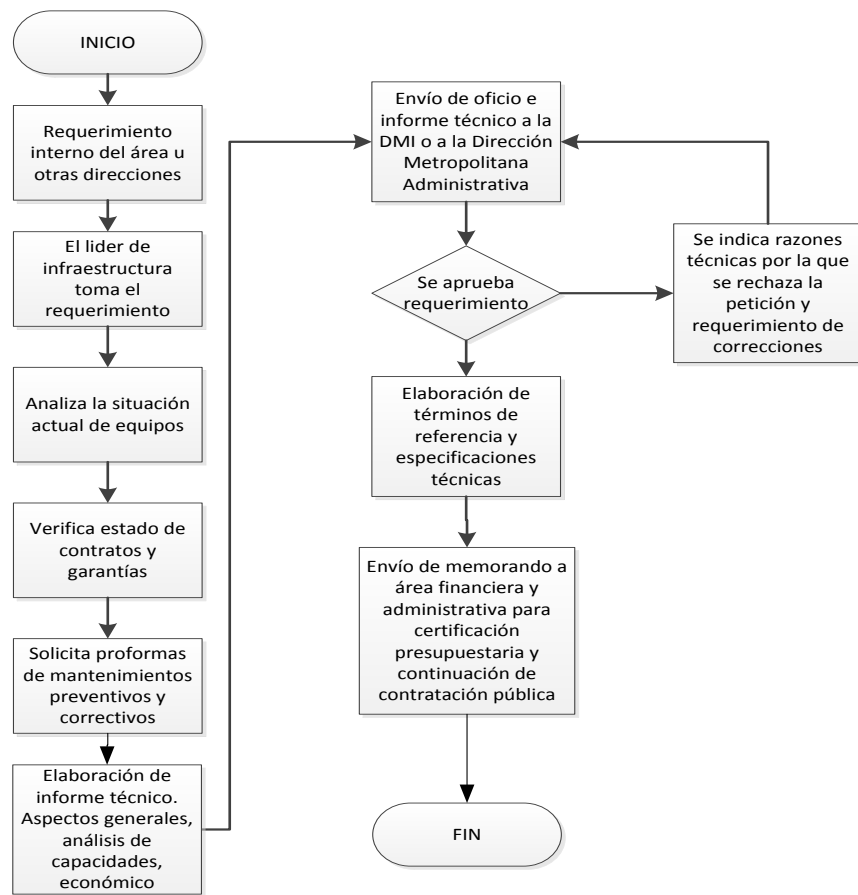 INICIO
Requerimiento
interno del área u
otras direcciones
El lider de
infraestructura
toma el
requerimiento
Analiza la situación
actual de equipos
Verifica estado de
contratos y
garantías
Solicita proformas
de mantenimientos
preventivos y
correctivos
Elaboración de
informe técnico.
Aspectos generales,
análisis de
capacidades,
económico
Envío de oficio e
informe técnico a la
DMI o a la Dirección
Metropolitana
Administrativa
Se aprueba
requerimiento
Se indica razones
técnicas por la que
se rechaza la
petición y
requerimiento de
correcciones
Elaboración de
términos de
referencia y
especificaciones
técnicas
Envío de memorando a
área financiera y
administrativa para
certificación
presupuestaria y
continuación de
contratación pública
FIN